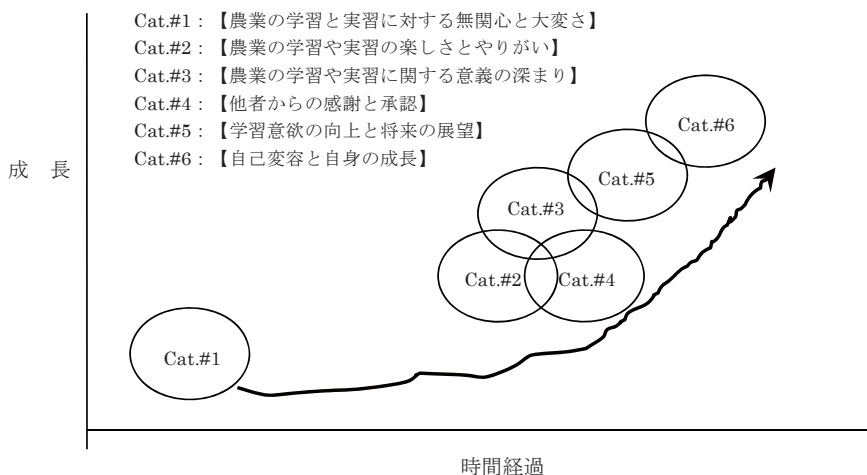 Cat.#1：【農業の学習と実習に対する無関心と大変さ】
Cat.#2：【農業の学習や実習の楽しさとやりがい】
Cat.#3：【農業の学習や実習に関する意義の深まり】
Cat.#4：【他者からの感謝と承認】
Cat.#5：【学習意欲の向上と将来の展望】
Cat.#6：【自己変容と自身の成長】
成　長
Cat.#6
Cat.#5
Cat.#3
Cat.#2
Cat.#4
Cat.#1
時間経過